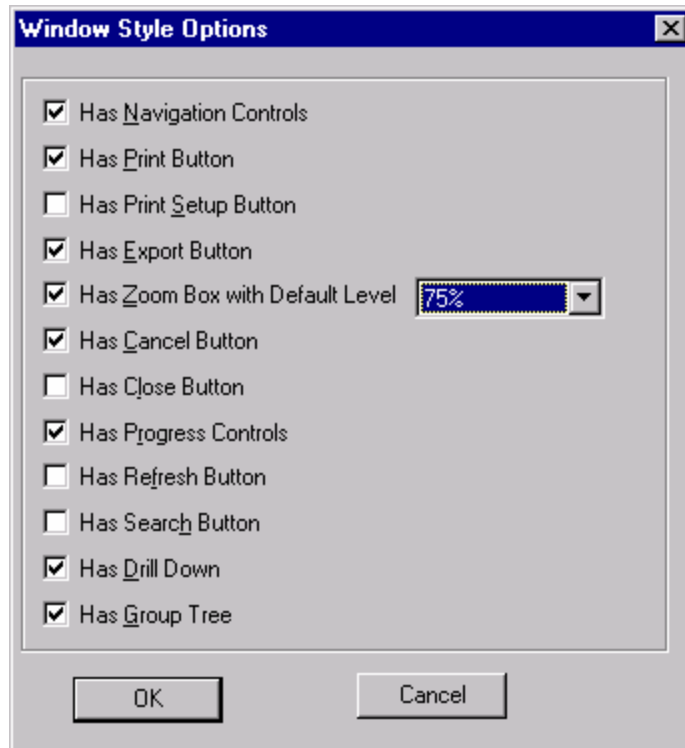 Window Style Options
Has Navigation Controls
Has Print Button
Has Print Setup Button
Has Export Button
Has Zoom Box with Default Level 75%
Has Cancel Button
Has Close Button
Has Progress Controls
Has Refresh Button
Has Search Button
Has Drill Down
Has Group Tree
OK Cancel